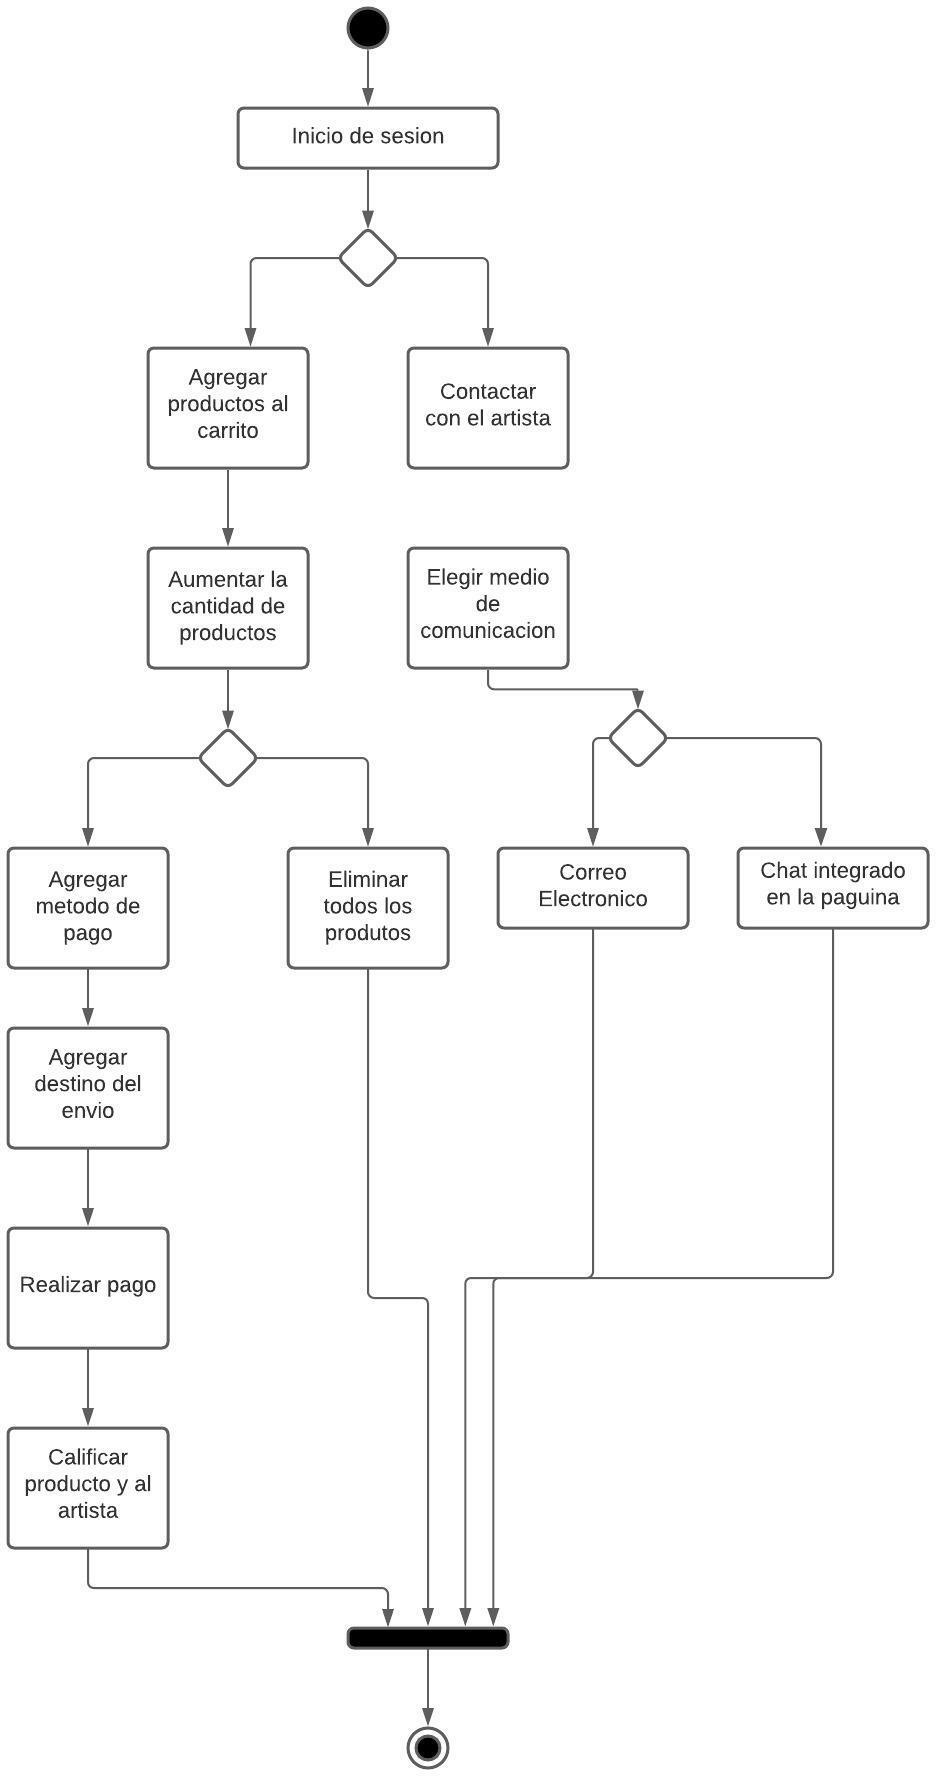 Inicio de sesion
Agregar
productos al
carrito
Contactar
con el artista
Aumentar la
cantidad de
productos
Elegir medio
de
comunicacion
Agregar
metodo de
pago
Eliminar
todos los
produtos
Correo
Electronico
Chat integrado
en la paguina
Agregar
destino del
envio
Realizar pago
Calificar
producto y al
artista